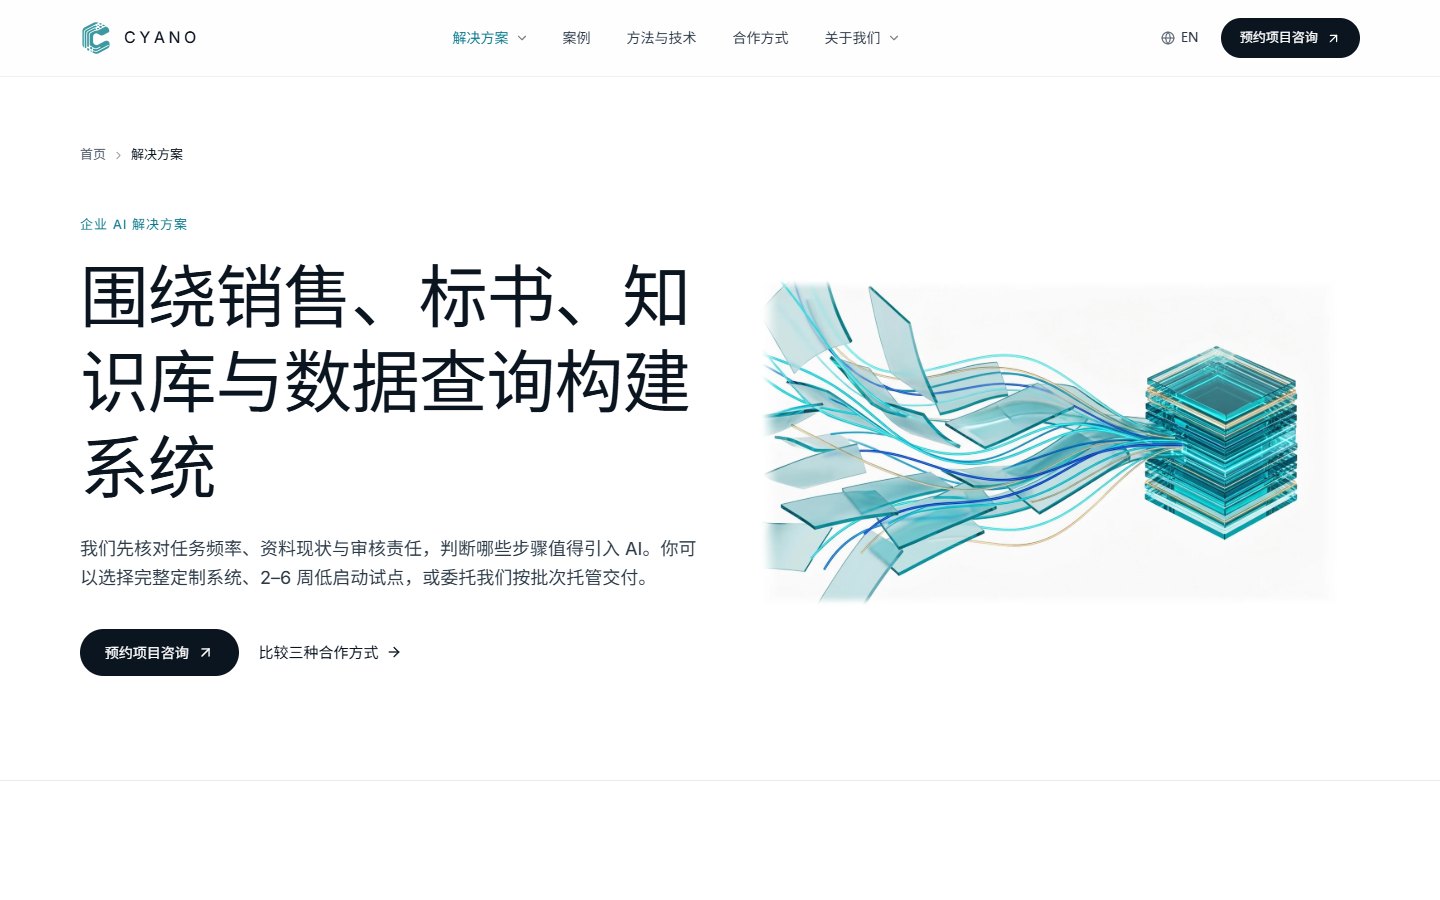 CYANO
解决方案
案例
方法与技术
合作方式
关于我们
EN
预约项目咨询
首页
解决方案
企业 AI 解决方案
围绕销售、标书、知
识库与数据查询构建
系统
我们先核对任务频率、资料现状与审核责任，判断哪些步骤值得引入 AI。你可
以选择完整定制系统、2–6 周低启动试点，或委托我们按批次托管交付。
预约项目咨询
比较三种合作方式